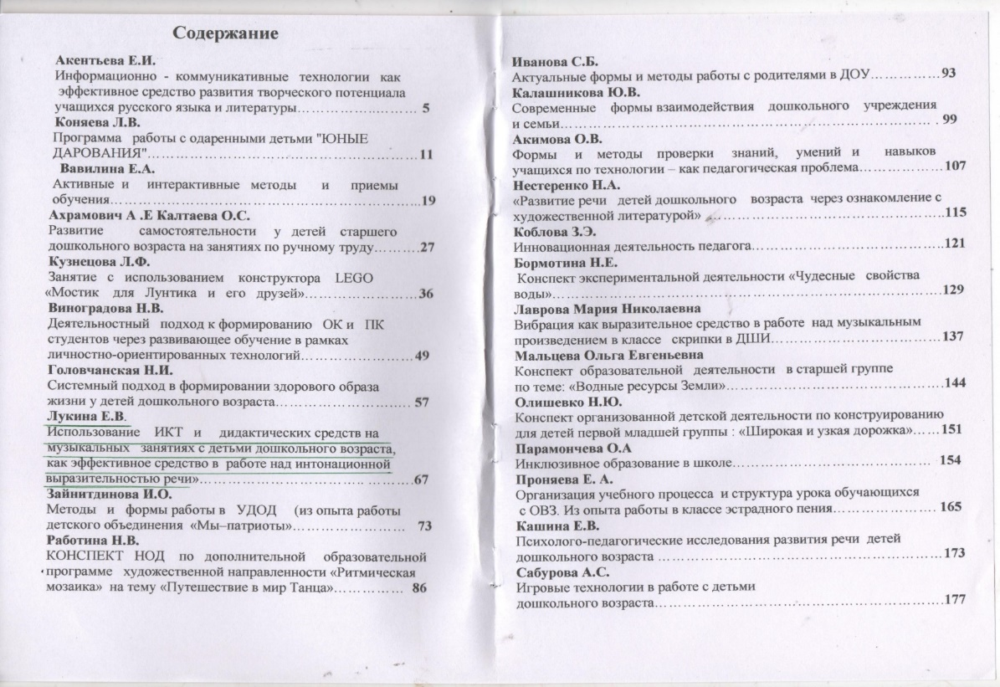 Содержание
Акентьева Е.И.
Информационно - коммуникативные технологии как
эффективное средство развития творческого потенциала
учащихся русского языка и литературы……………………… 5
Коняева Л.В.
Программа работы с одаренными детьми "ЮНЫЕ
ДАРОВАНИЯ"………………………………………………………11
Вавилина Е.А.
Активные и интерактивные методы и приемы
обучения……………………………………………………………19
Ахрамович А .Е Калтаева О.С.
Развитие самостоятельности у детей старшего
дошкольного возраста на занятиях по ручному труду………27
Кузнецова Л.Ф.
Занятие с использованием конструктора LEGO
«Мостик для Лунтика и его друзей»……………………………36
Виноградова Н.В.
Деятельностный подход к формированию ОК и ПК
студентов через развивающее обучение в рамках
личностно-ориентированных технологий………………………49
Головчанская Н.И.
Системный подход в формировании здорового образа
жизни у детей дошкольного возраста……………………………57
Лукина Е.В.
Использование ИКТ и дидактических средств на
музыкальных занятиях с детьми дошкольного возраста,
как эффективное средство в работе над интонационной
выразительностью речи»……………………………………………67
Зайнитдинова И.О.
Методы и формы работы в УДОД (из опыта работы
детского объединения «Мы–патриоты»…………………… 73
Работина Н.В.
КОНСПЕКТ НОД по дополнительной образовательной
программе художественной направленности «Ритмическая
мозаика» на тему «Путешествие в мир Танца»…………… 86
Иванова С.Б.
Актуальные формы и методы работы с родителями в ДОУ……………93
Калашникова Ю.В.
Современные формы взаимодействия дошкольного учреждения
и семьи……………………………………………………………………… 99
Акимова О.В.
Формы и методы проверки знаний, умений и навыков
учащихся по технологии – как педагогическая проблема………………107
Нестеренко Н.А.
«Развитие речи детей дошкольного возраста через ознакомление с
художественной литературой» ……………………………………………115
Коблова З.Э.
Инновационная деятельность педагога……………………………………121
Бормотина Н.Е.
Конспект экспериментальной деятельности «Чудесные свойства
воды»…………………………………………………………………………129
Лаврова Мария Николаевна
Вибрация как выразительное средство в работе над музыкальным
произведением в классе скрипки в ДШИ…………………………………137
Мальцева Ольга Евгеньевна
Конспект образовательной деятельности в старшей группе
по теме: «Водные ресурсы Земли»…………………………………………144
Олишевко Н.Ю.
Конспект организованной детской деятельности по конструированию
для детей первой младшей группы : «Широкая и узкая дорожка»……151
Парамончева О.А
Инклюзивное образование в школе……………………………………… 154
Проняева Е. А.
Организация учебного процесса и структура урока обучающихся
с ОВЗ. Из опыта работы в классе эстрадного пения…………………… 165
Кашина Е.В.
Психолого-педагогические исследования развития речи детей
дошкольного возраста ………………………………………………………173
Сабурова А.С.
Игровые технологии в работе с детьми
дошкольного возраста………………………………………………………177